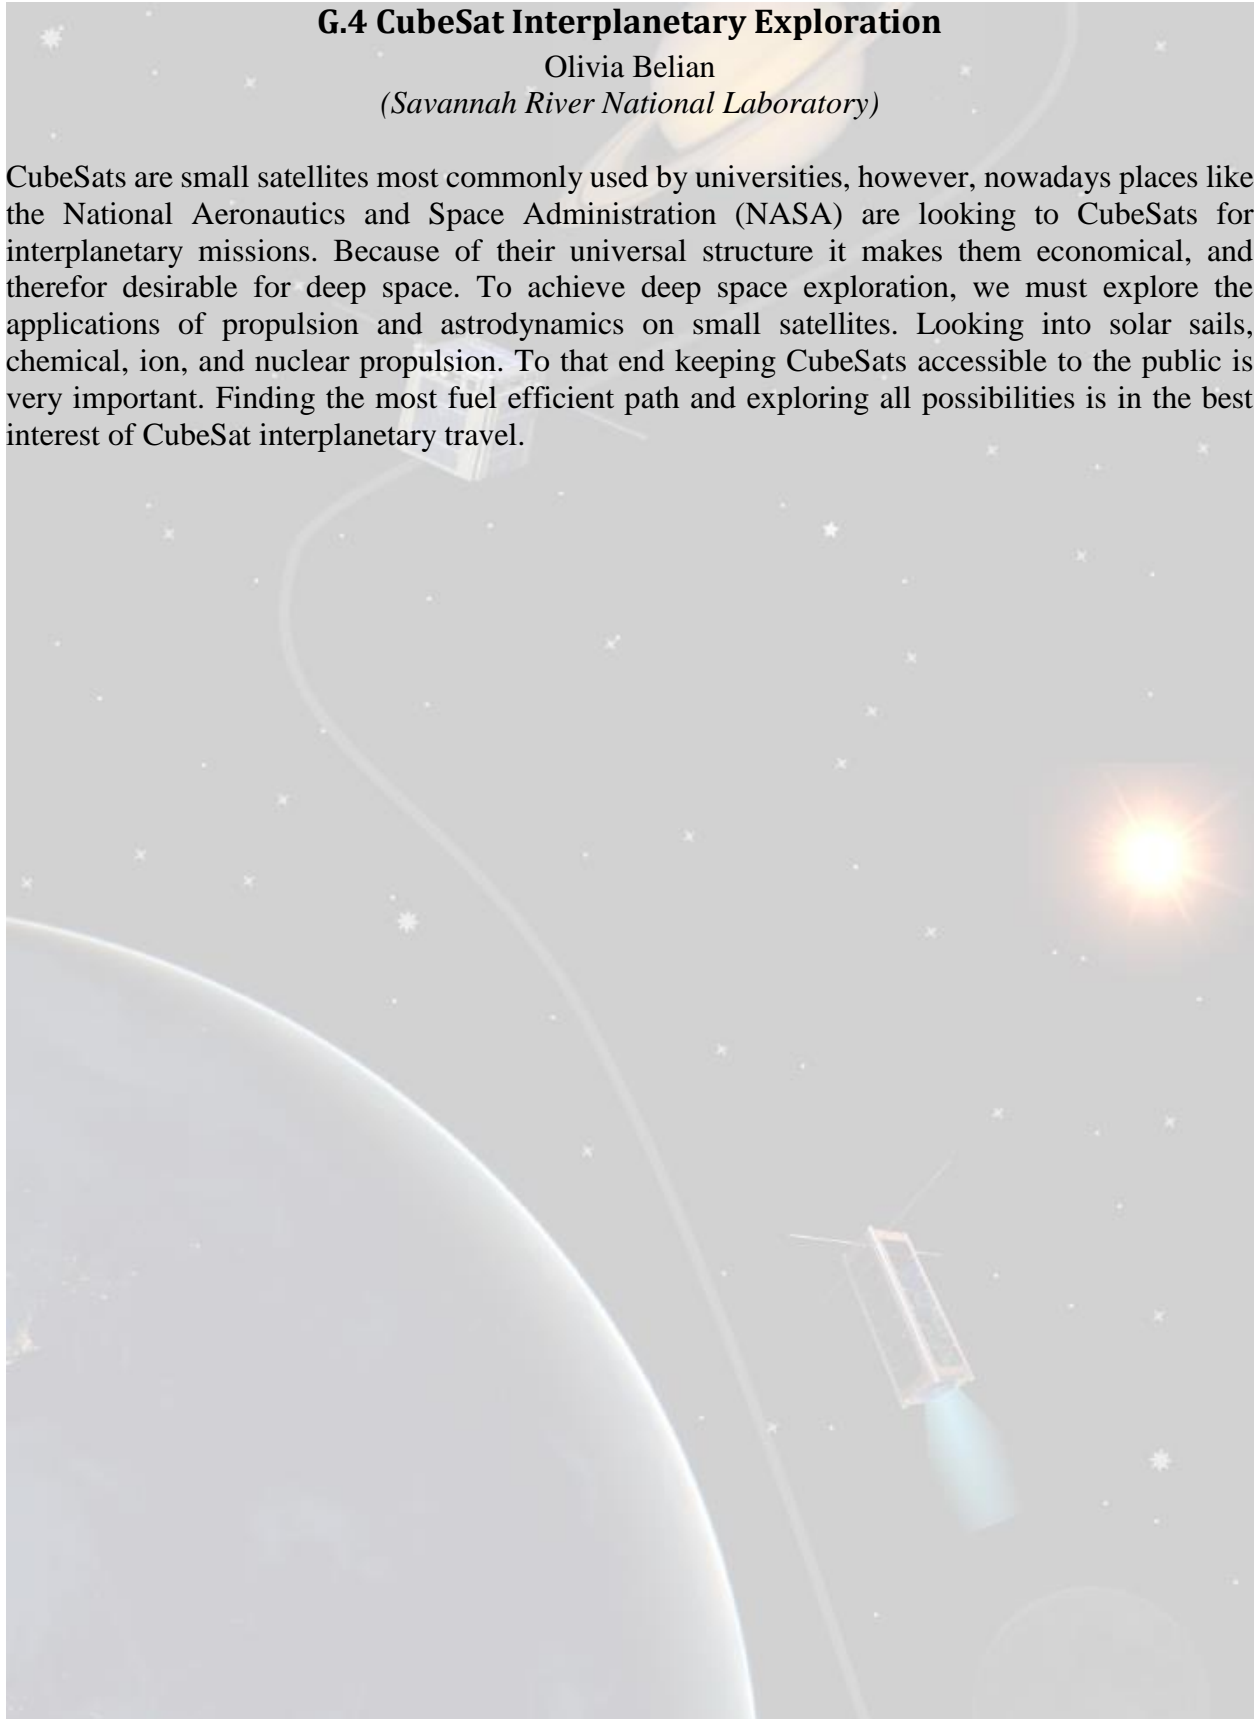 G.4 CubeSat Interplanetary Exploration
Olivia Belian
(Savannah River National Laboratory)
CubeSats are small satellites most commonly used by universities, however, nowadays places like
the National Aeronautics and Space Administration (NASA) are looking to CubeSats for
interplanetary missions. Because of their universal structure it makes them economical, and
therefor desirable for deep space. To achieve deep space exploration, we must explore the
applications of propulsion and astrodynamics on small satellites. Looking into solar sails,
chemical, ion, and nuclear propulsion. To that end keeping CubeSats accessible to the public is
very important. Finding the most fuel efficient path and exploring all possibilities is in the best
interest of CubeSat interplanetary travel.